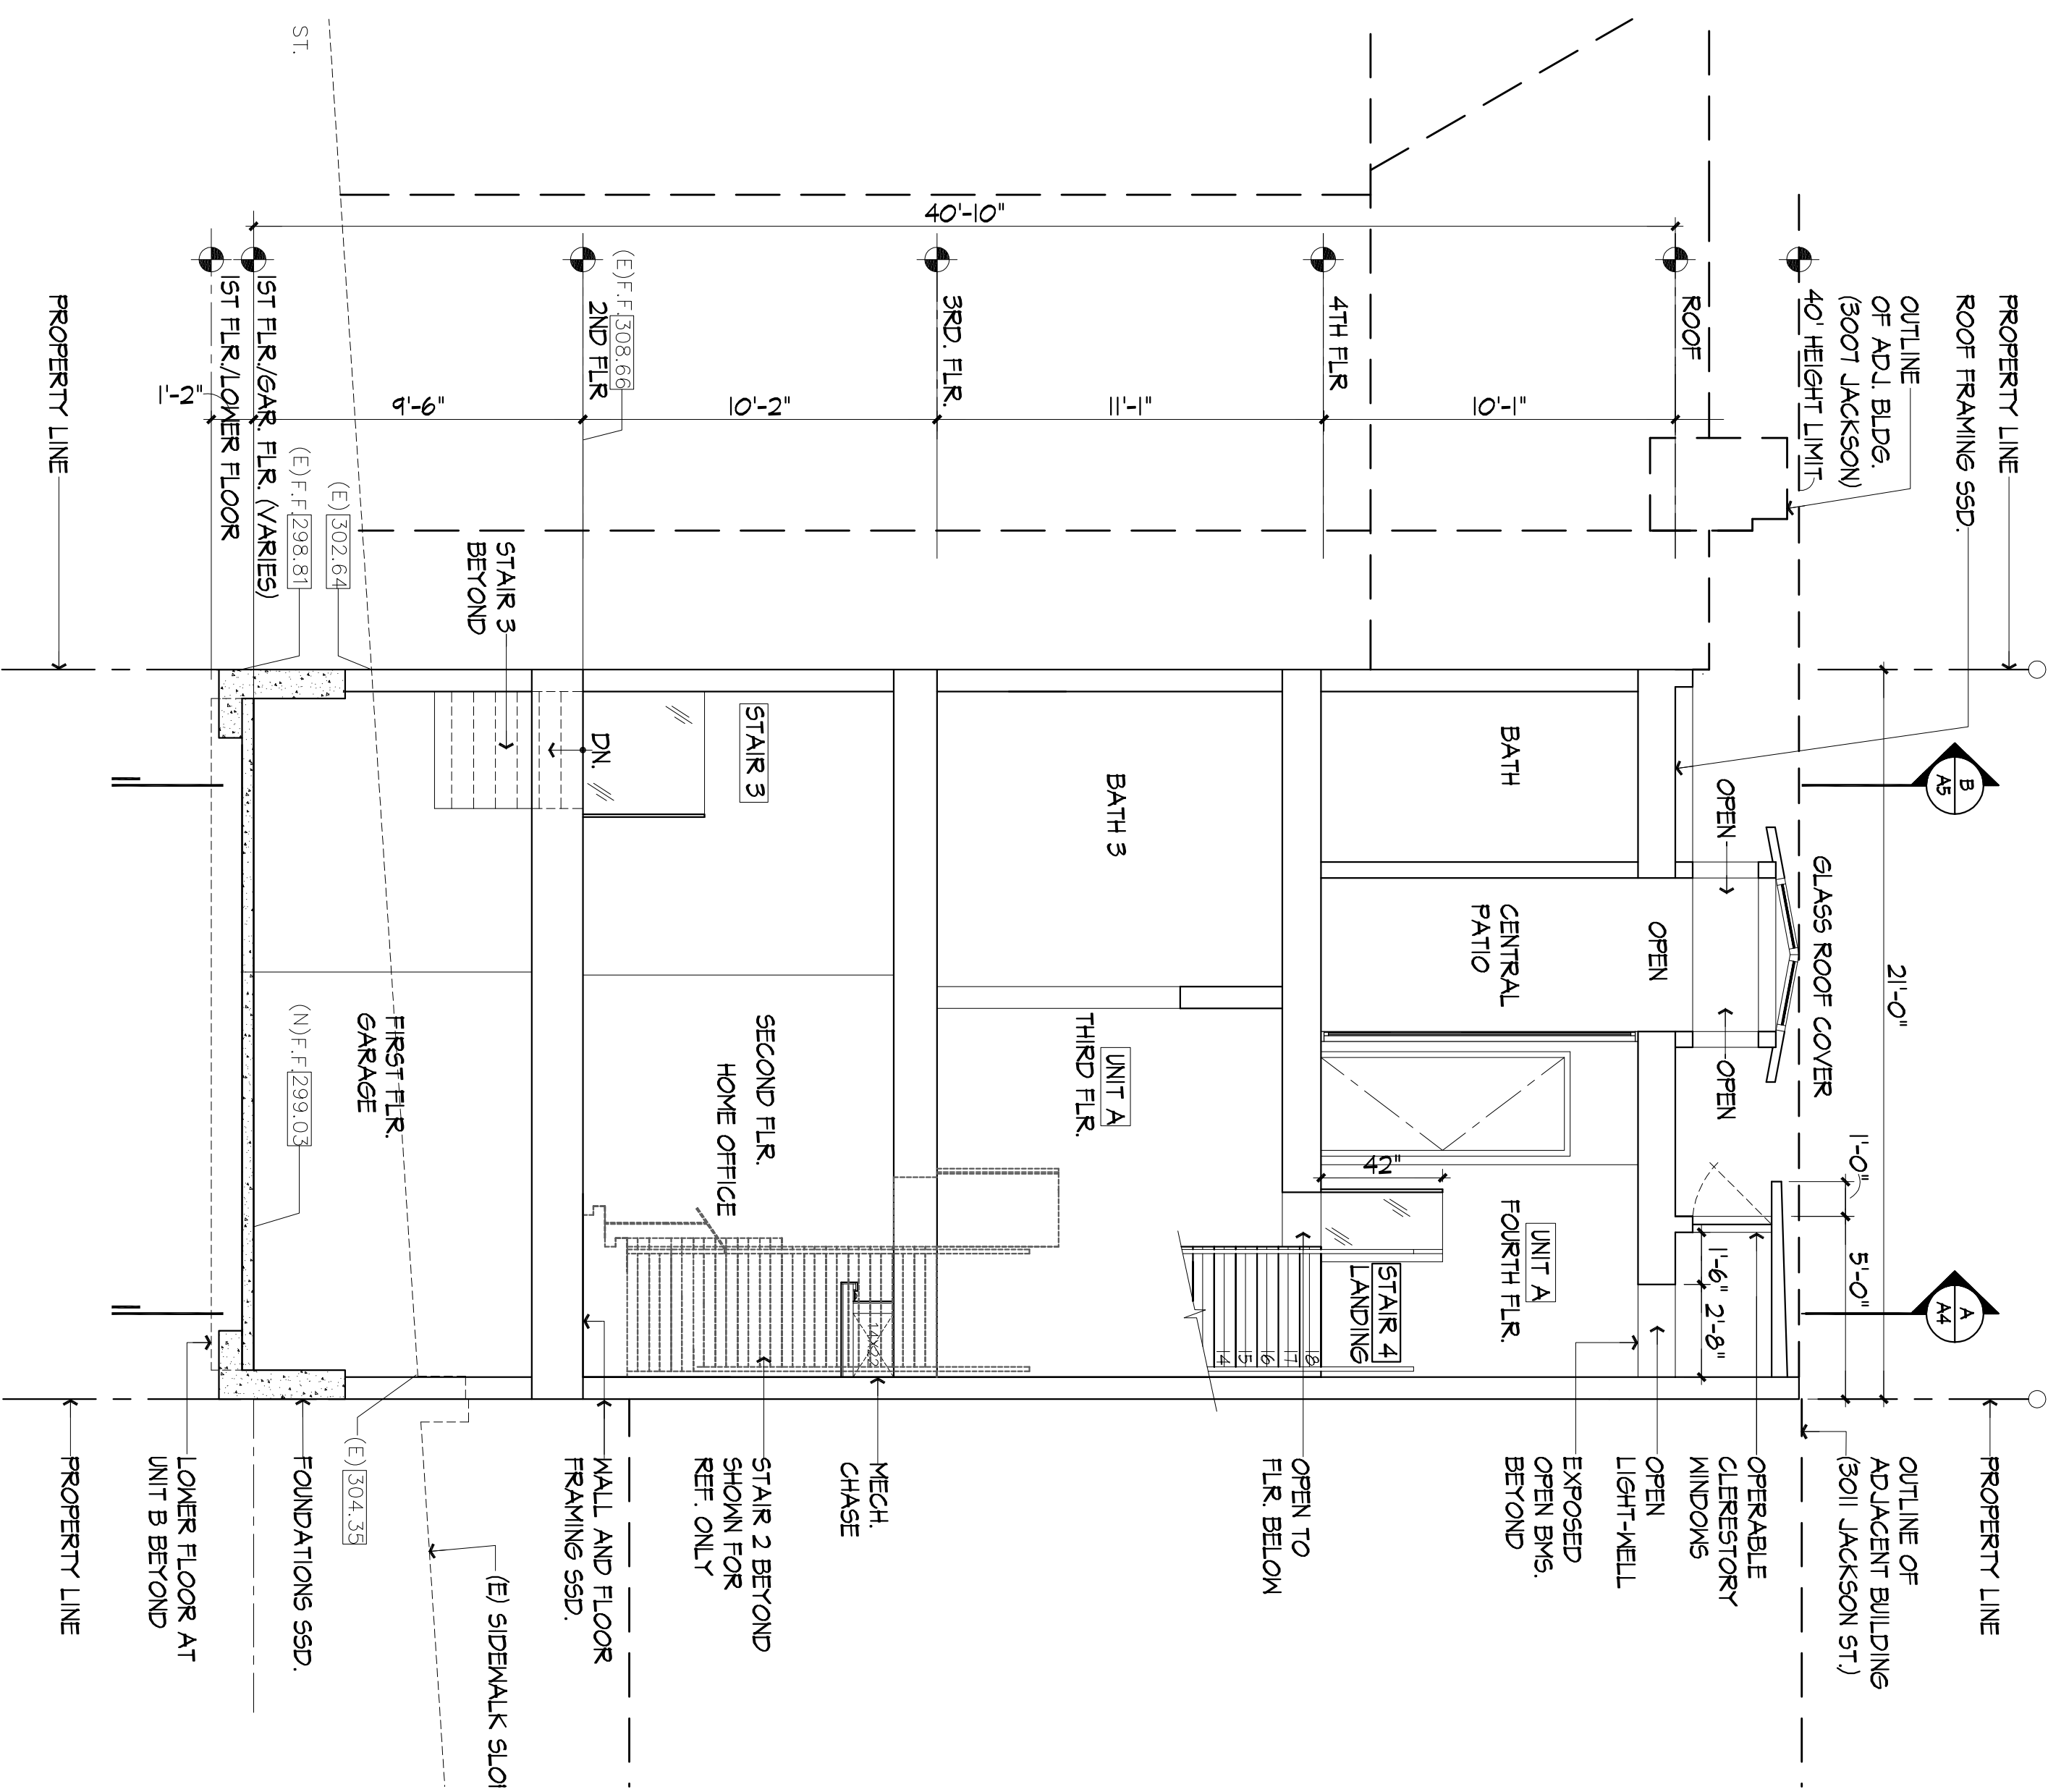 PROPERTY LINE
ROOF FRAMING SSD.
OUTLINE
OF ADJ. BLDG.
(3007 JACKSON)
40' HEIGHT LIMIT
ROOF
4TH FLR
3RD. FLR.
(E)F.F. 308.66
2ND FLR
1ST FLR./GAR. FLR. (VARIES)
1ST FLR./LOWER FLOOR
(E) 302.64
(E)F.F. 298.81
PROPERTY LINE
ST.
40'-10"
10'-1"
11'-1"
10'-2"
9'-6"
1'-2"
STAIR 3
BEYOND
B
A5
A
A4
21'-0"
GLASS ROOF COVER
1'-0"
5'-0"
OPEN
OPEN
OPEN
1'-6"
2'-8"
BATH
CENTRAL
PATIO
UNIT A
FOURTH FLR.
42"
STAIR 4
LANDING
18
17
16
15
14
BATH 3
UNIT A
THIRD FLR.
STAIR 3
DN.
SECOND FLR.
HOME OFFICE
14X22
FIRST FLR.
GARAGE
(N)F.F. 299.03
PROPERTY LINE
OUTLINE OF
ADJACENT BUILDING
(3011 JACKSON ST.)
OPERABLE
CLERESTORY
WINDOWS
OPEN
LIGHT-WELL
EXPOSED
OPEN BMS.
BEYOND
OPEN TO
FLR. BELOW
MECH.
CHASE
STAIR 2 BEYOND
SHOWN FOR
REF. ONLY
WALL AND FLOOR
FRAMING SSD.
(E) SIDEWALK SLO
(E) 304.35
FOUNDATIONS SSD.
LOWER FLOOR AT
UNIT B BEYOND
PROPERTY LINE